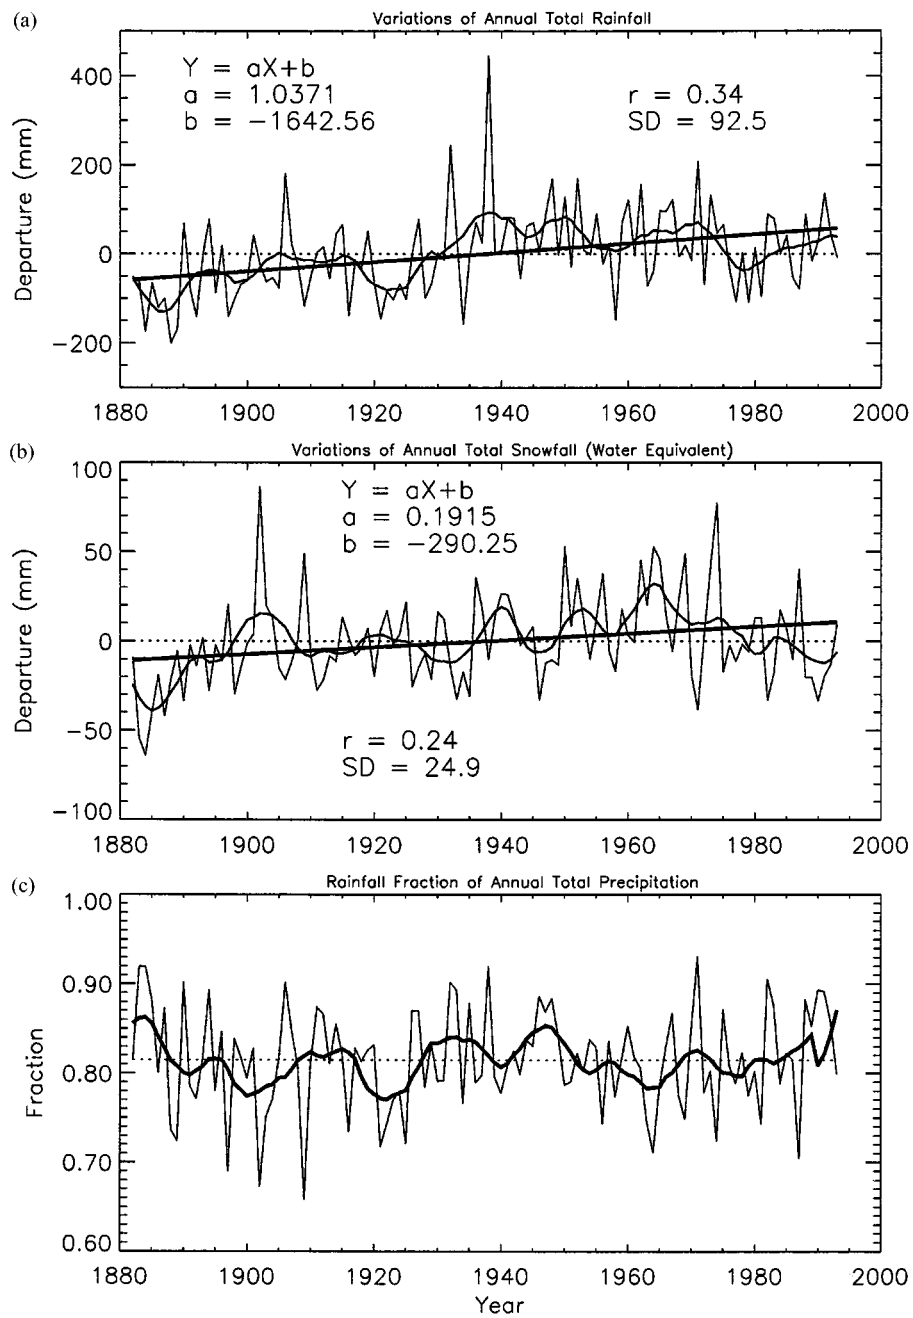 (a)
Variations of Annual Total Rainfall
Y = aX+b
a = 1.0371
b = −1642.56
r = 0.34
SD = 92.5
Departure (mm)
400
200
0
−200
1880 1900 1920 1940 1960 1980 2000
(b)
Variations of Annual Total Snowfall (Water Equivalent)
Y = aX+b
a = 0.1915
b = −290.25
r = 0.24
SD = 24.9
Departure (mm)
100
50
0
−50
−100
1880 1900 1920 1940 1960 1980 2000
(c)
Rainfall Fraction of Annual Total Precipitation
Fraction
1.00
0.90
0.80
0.70
0.60
1880 1900 1920 1940 1960 1980 2000
Year